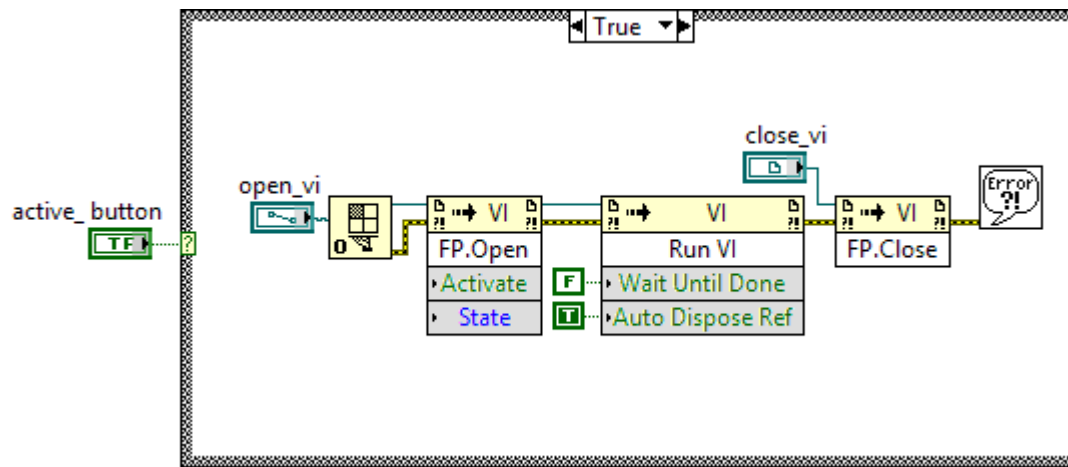 True
close_vi
open_vi
Error
?!
active_ button
TF
?
0
?! VI ?!
?! VI ?!
?! VI ?!
FP.Open
Run VI
FP.Close
Activate
F
Wait Until Done
State
T
Auto Dispose Ref